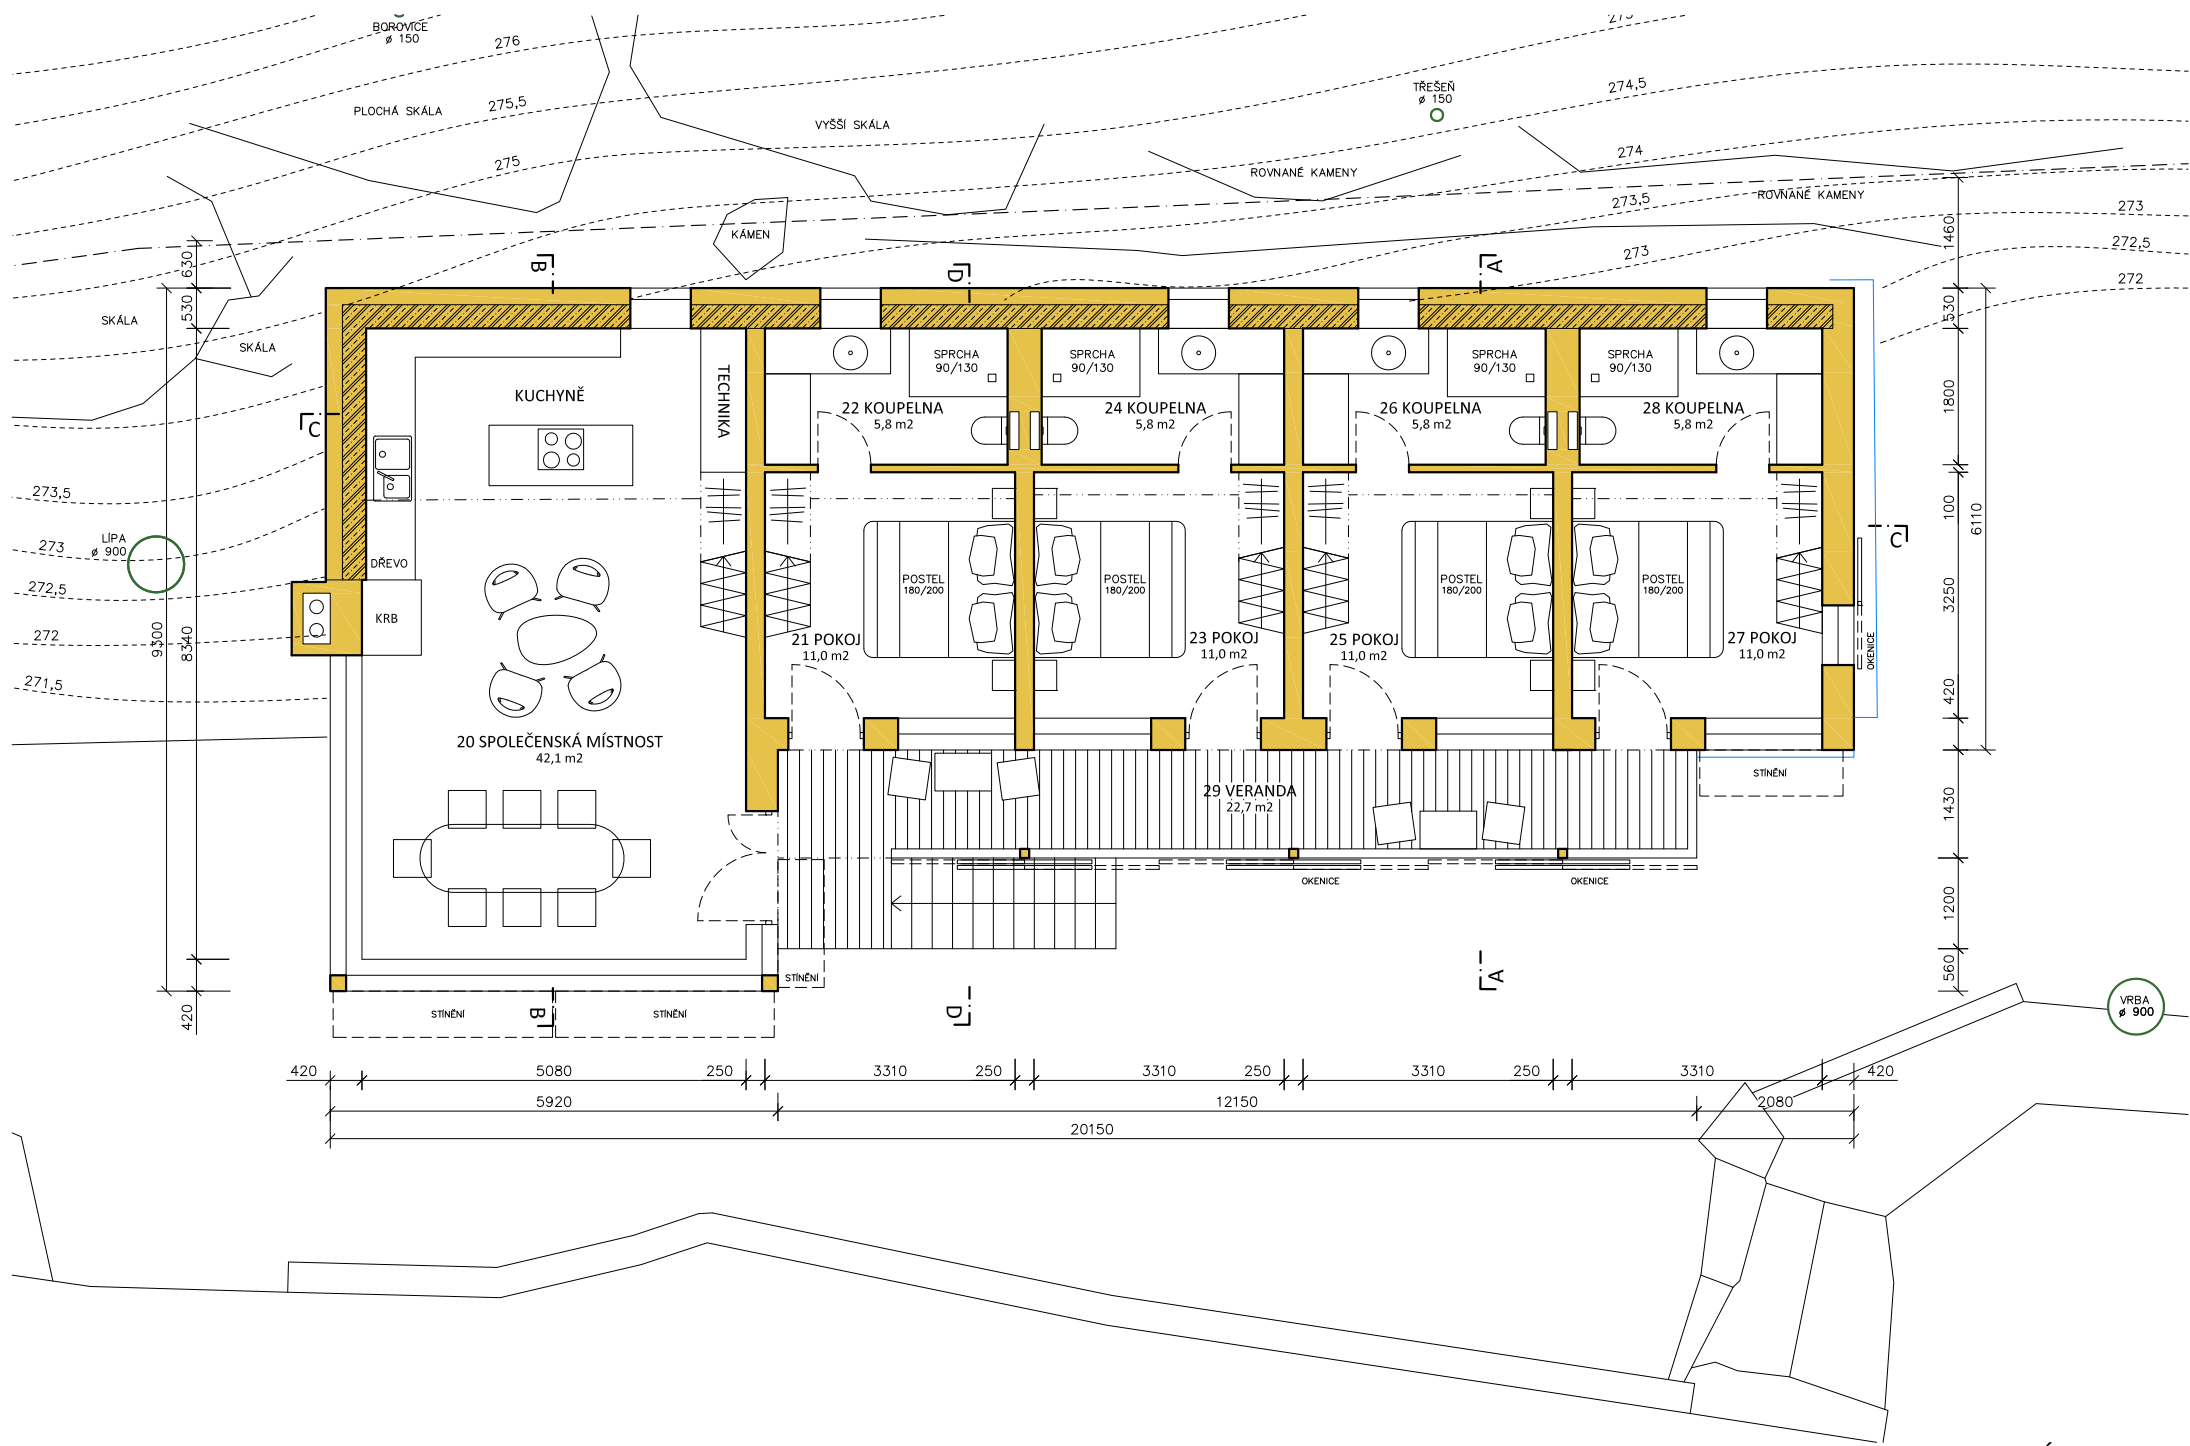 BOROVICE
ø 150
276
275,5
275
PLOCHÁ SKÁLA
VYŠŠÍ SKÁLA
TŘEŠEŇ
ø 150
274,5
274
273,5
273
ROVNANÉ KAMENY
ROVNANÉ KAMENY
273
272,5
272
KÁMEN
SKÁLA
SKÁLA
B
D
A
630
530
1460
530
1800
100
3250
6110
420
1430
1200
560
C
C
KUCHYNĚ
TECHNIKA
SPRCHA
90/130
SPRCHA
90/130
SPRCHA
90/130
SPRCHA
90/130
22 KOUPELNA
5,8 m2
24 KOUPELNA
5,8 m2
26 KOUPELNA
5,8 m2
28 KOUPELNA
5,8 m2
273,5
273
272,5
272
271,5
LÍPA
ø 900
DŘEVO
KRB
9300
8340
420
POSTEL
180/200
POSTEL
180/200
POSTEL
180/200
POSTEL
180/200
21 POKOJ
11,0 m2
23 POKOJ
11,0 m2
25 POKOJ
11,0 m2
27 POKOJ
11,0 m2
OKENICE
20 SPOLEČENSKÁ MÍSTNOST
42,1 m2
29 VERANDA
22,7 m2
STÍNĚNÍ
OKENICE
OKENICE
STÍNĚNÍ
STÍNĚNÍ
STÍNĚNÍ
B
D
A
VRBA
ø 900
420
5080
250
3310
250
3310
250
3310
250
3310
420
5920
12150
2080
20150